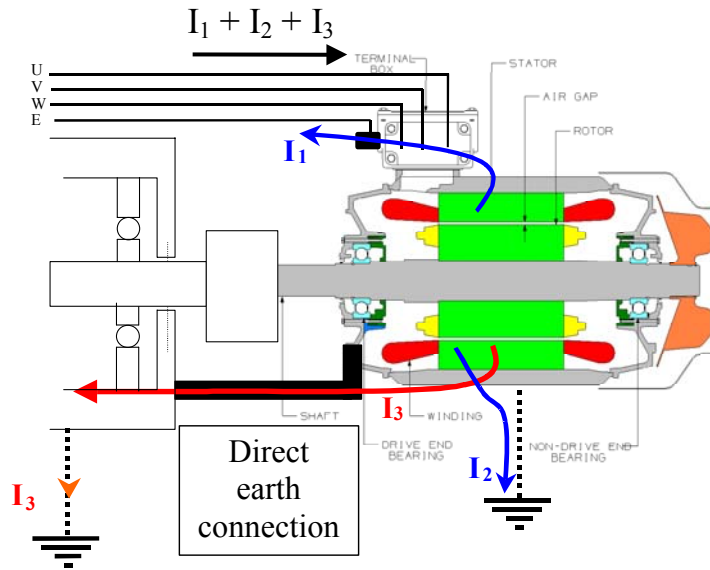 I1 + I2 + I3
TERMINAL
BOX
STATOR
U
V
W
E
AIR GAP
ROTOR
I1
I3
SHAFT
WINDING
DRIVE END
BEARING
NON-DRIVE END
BEARING
I2
Direct
earth
connection
I3